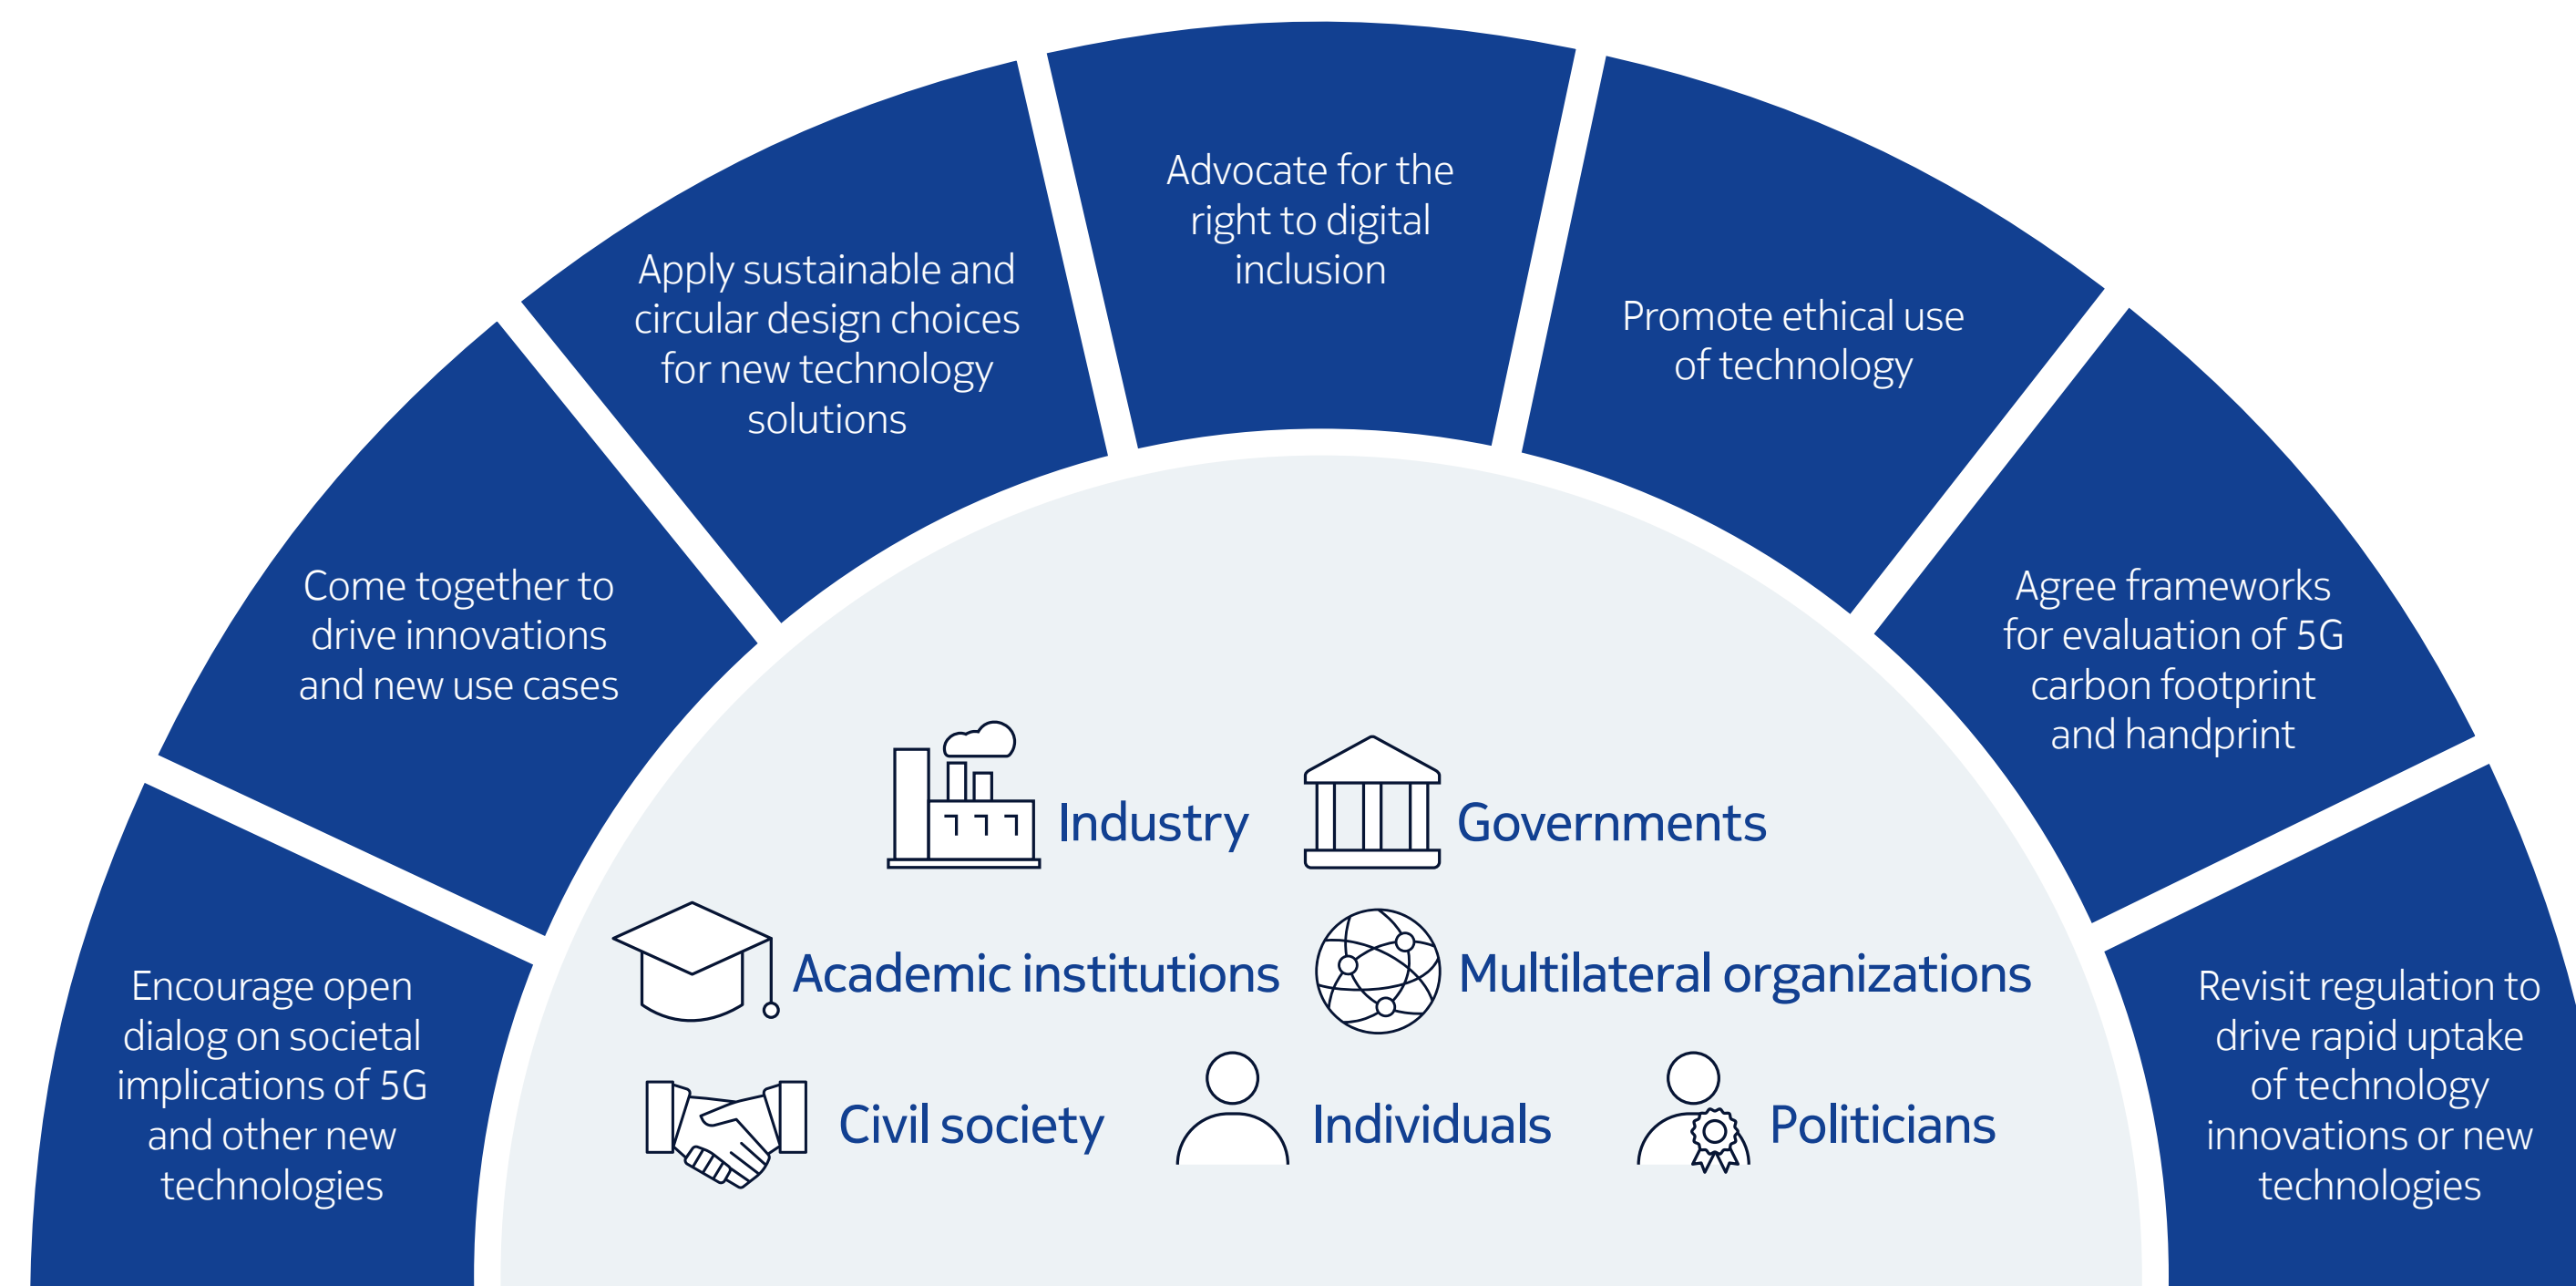 Advocate for the
right to digital
inclusion
Apply sustainable and
circular design choices
for new technology
solutions
Promote ethical use
of technology
Come together to
drive innovations
and new use cases
Agree frameworks
for evaluation of 5G
carbon footprint
and handprint
Encourage open
dialog on societal
implications of 5G
and other new
technologies
Revisit regulation to
drive rapid uptake
of technology
innovations or new
technologies
Industry
Governments
Academic institutions
Multilateral organizations
Civil society
Individuals
Politicians